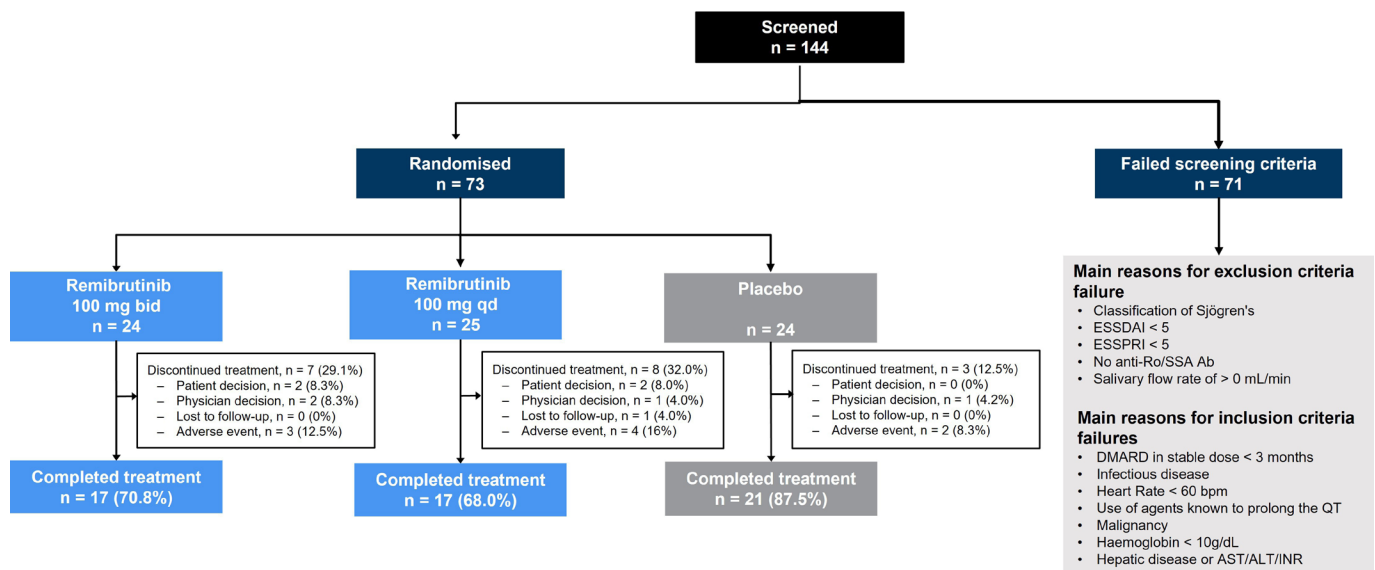 Screened
n = 144
Randomised
n = 73
Failed screening criteria
n = 71
Remibrutinib
100 mg bid
n = 24
Remibrutinib
100 mg qd
n = 25
Placebo
n = 24
Discontinued treatment, n = 7 (29.1%)
– Patient decision, n = 2 (8.3%)
– Physician decision, n = 2 (8.3%)
– Lost to follow-up, n = 0 (0%)
– Adverse event, n = 3 (12.5%)
Discontinued treatment, n = 8 (32.0%)
– Patient decision, n = 2 (8.0%)
– Physician decision, n = 1 (4.0%)
– Lost to follow-up, n = 1 (4.0%)
– Adverse event, n = 4 (16%)
Discontinued treatment, n = 3 (12.5%)
– Patient decision, n = 0 (0%)
– Physician decision, n = 1 (4.2%)
– Lost to follow-up, n = 0 (0%)
– Adverse event, n = 2 (8.3%)
Completed treatment
n = 17 (70.8%)
Completed treatment
n = 17 (68.0%)
Completed treatment
n = 21 (87.5%)
Main reasons for exclusion criteria
failure
• Classification of Sjögren's
• ESSDAI < 5
• ESSPRI < 5
• No anti-Ro/SSA Ab
• Salivary flow rate of > 0 mL/min
Main reasons for inclusion criteria
failures
• DMARD in stable dose < 3 months
• Infectious disease
• Heart Rate < 60 bpm
• Use of agents known to prolong the QT
• Malignancy
• Haemoglobin < 10g/dL
• Hepatic disease or AST/ALT/INR